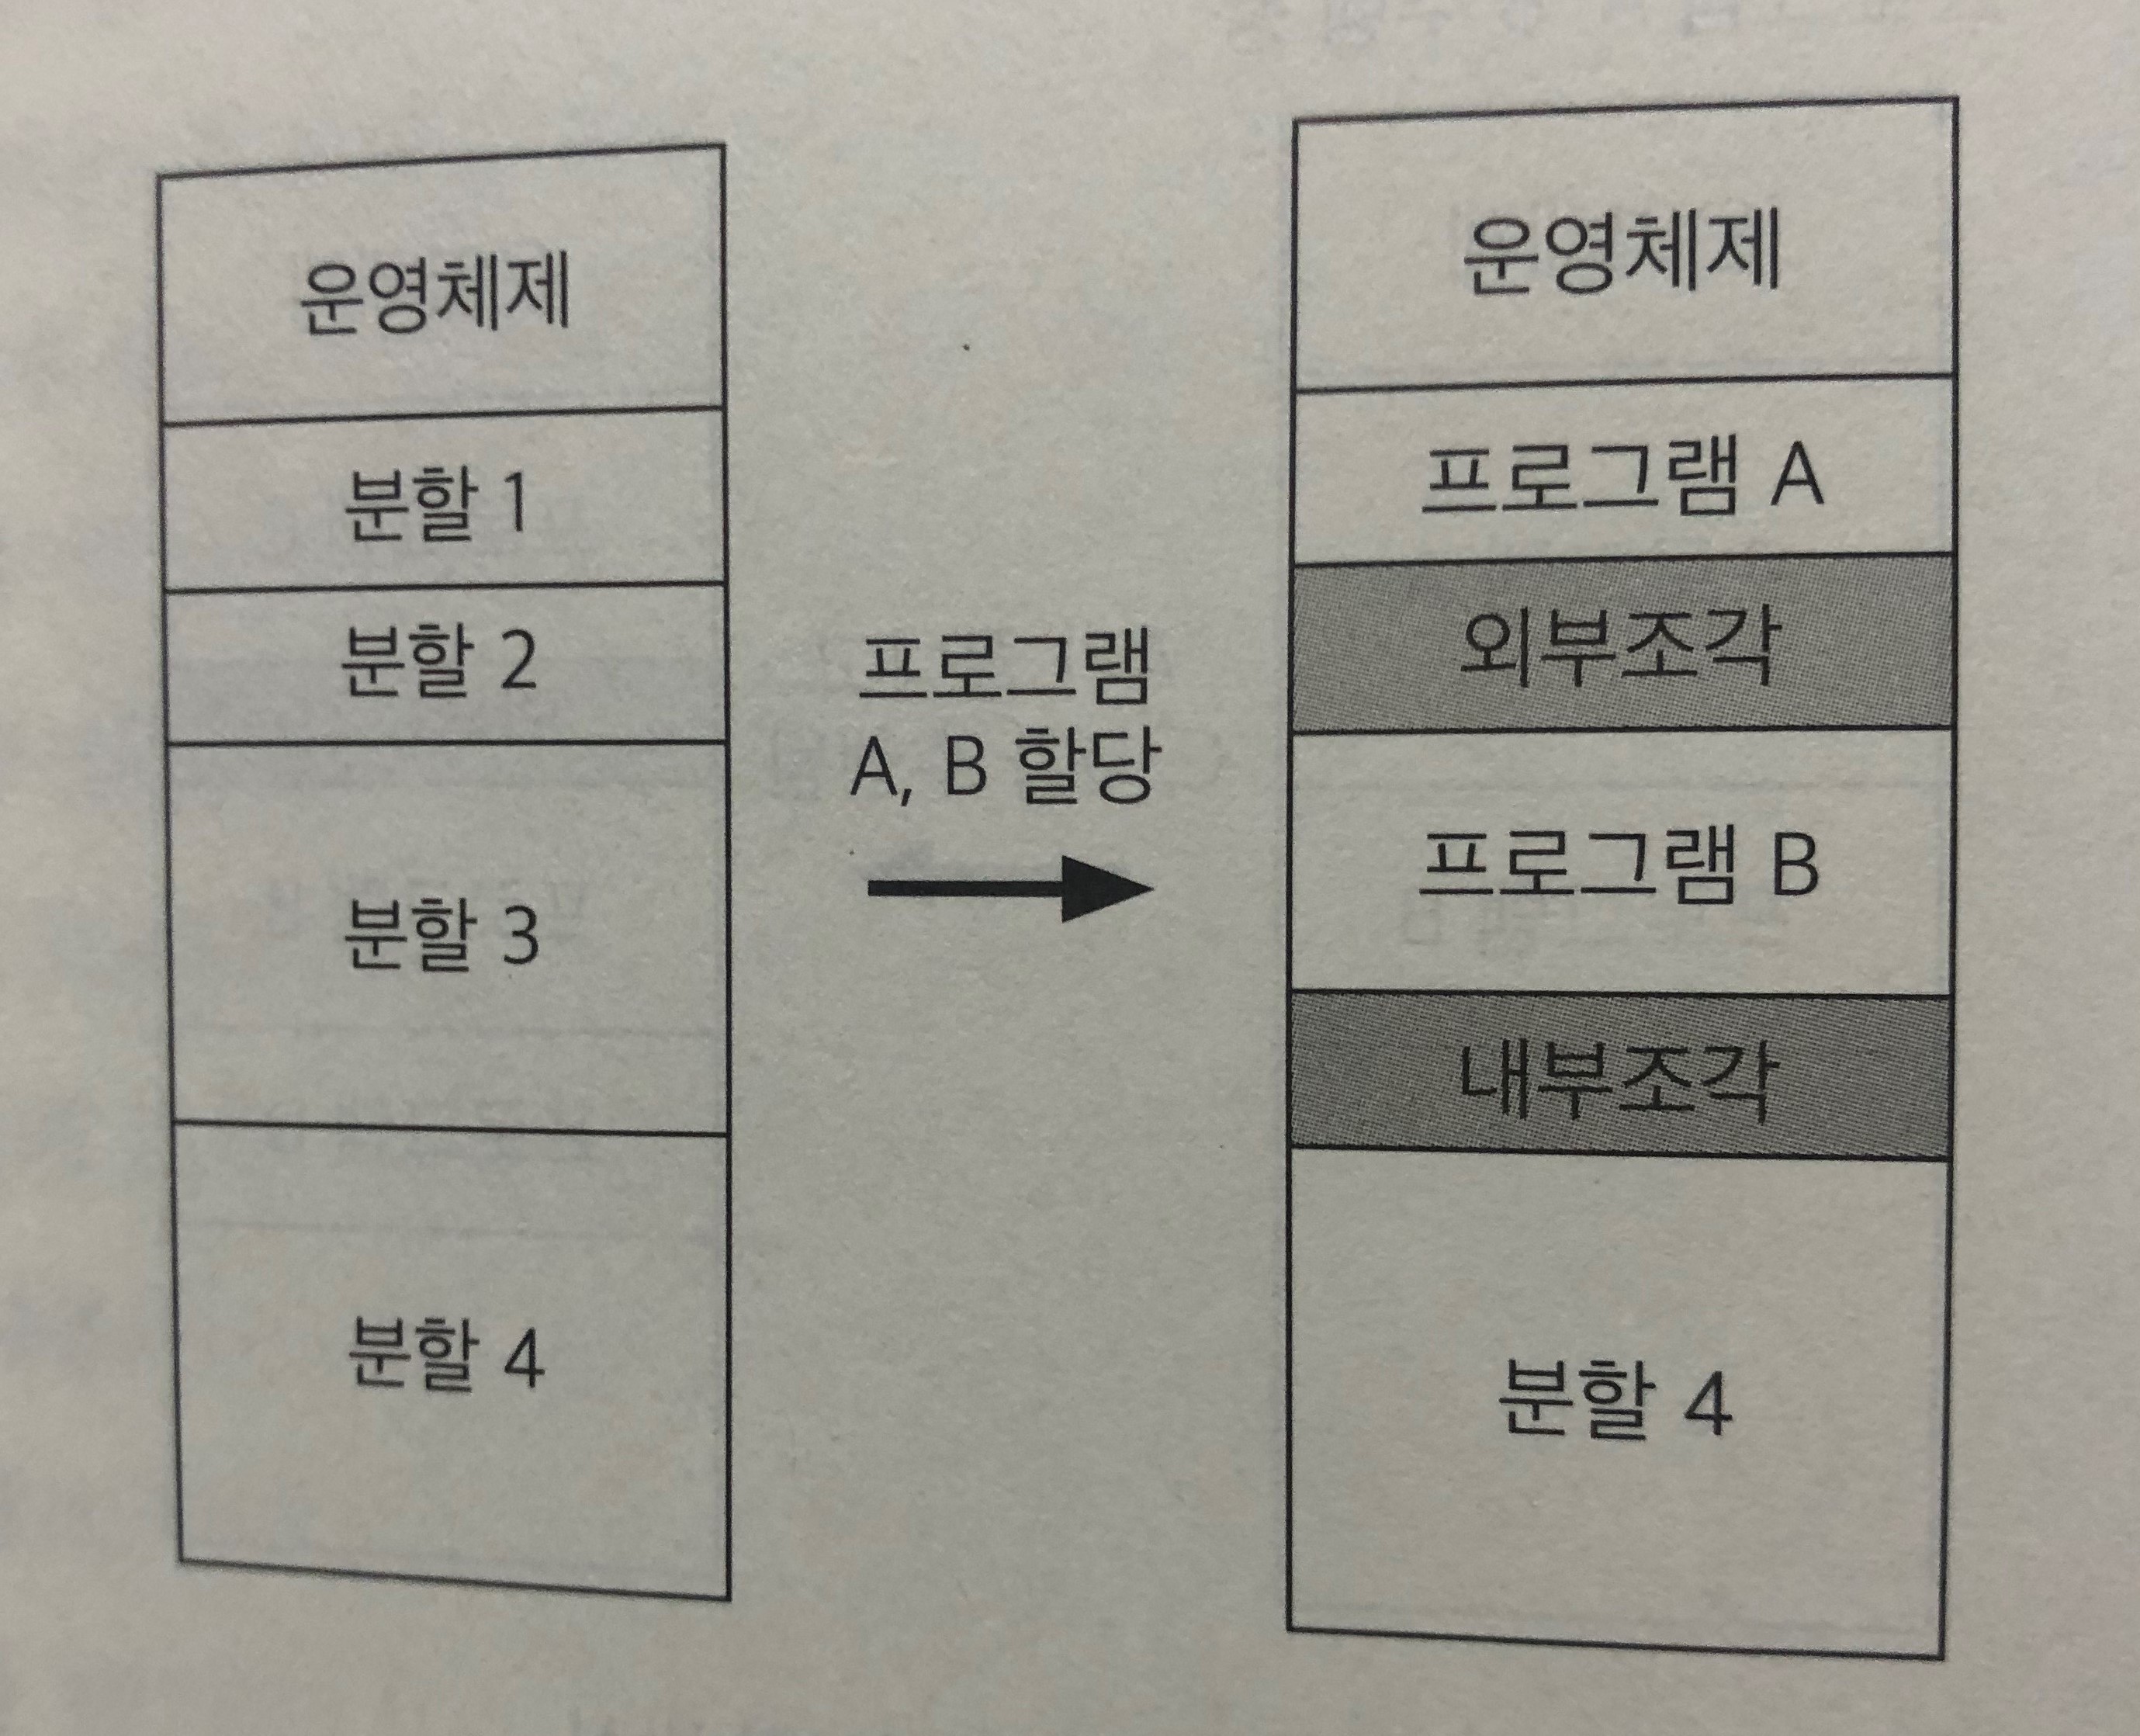 운영체제
분할 1
분할 2
분할 3
분할 4
프로그램
A, B 할당
운영체제
프로그램 A
외부조각
프로그램 B
내부조각
분할 4